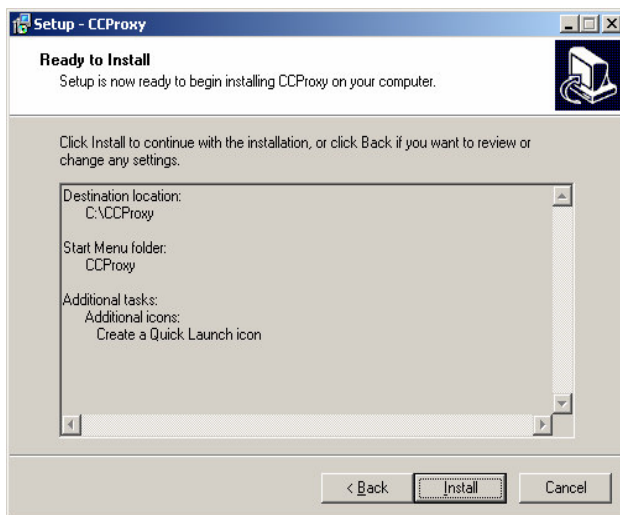 Setup - CCProxy
Ready to Install
Setup is now ready to begin installing CCProxy on your computer.
Click Install to continue with the installation, or click Back if you want to review or
change any settings.
Destination location:
C:\CCProxy
Start Menu folder:
CCProxy
Additional tasks:
Additional icons:
Create a Quick Launch icon
< Back
Install
Cancel